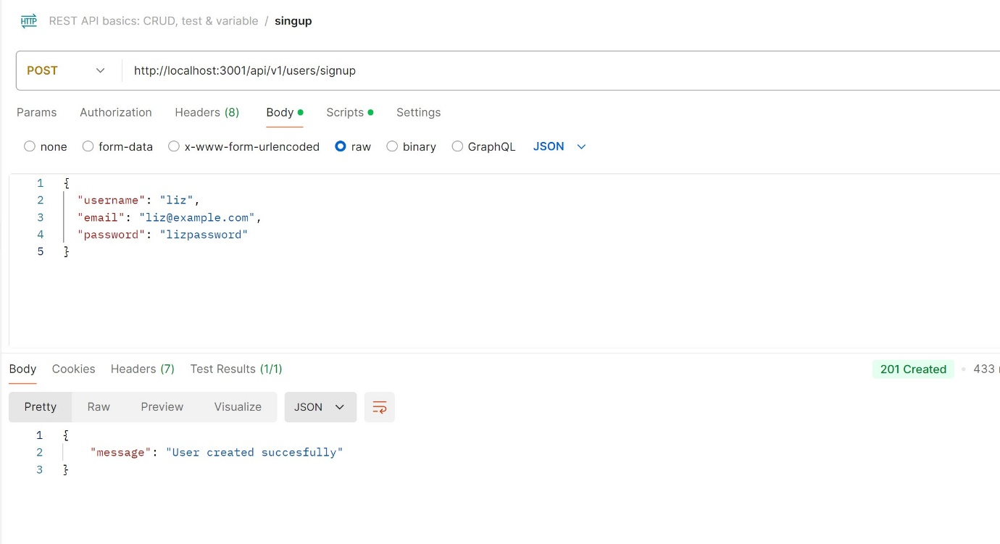 HTTP REST API basics: CRUD, test & variable / singup
POST http://localhost:3001/api/v1/users/signup
Params Authorization Headers (8) Body Scripts Settings
none form-data x-www-form-urlencoded raw binary GraphQL JSON
1 {
2 "username": "liz",
3 "email": "liz@example.com",
4 "password": "lizpassword"
5 }
Body Cookies Headers (7) Test Results (1/1) 201 Created 433
Pretty Raw Preview Visualize JSON
1 {
2 "message": "User created succesfully"
3 }